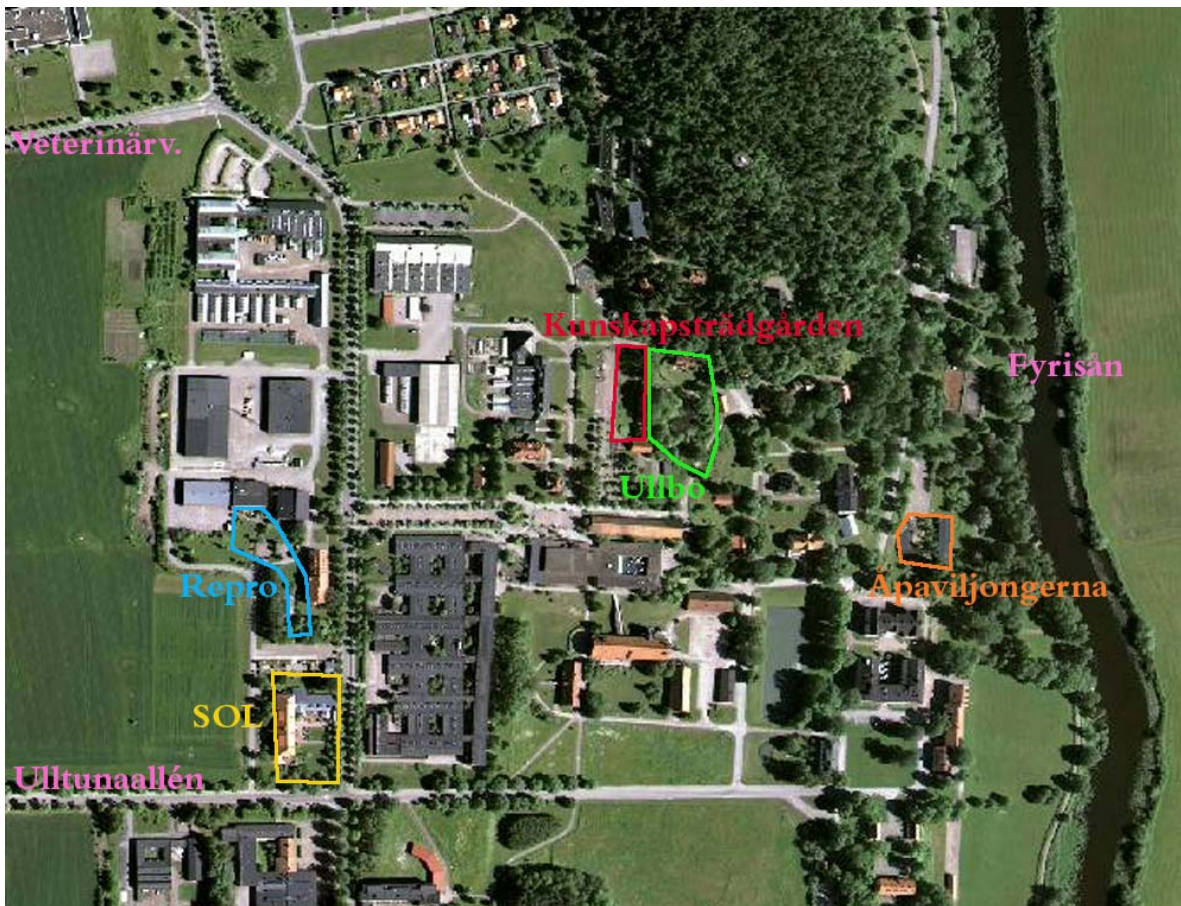 Veterinärv.
Kunskapsträdgården
Fyrisån
Ullbo
Repro
Åpaviljongerna
SOL
Ulltunaallén